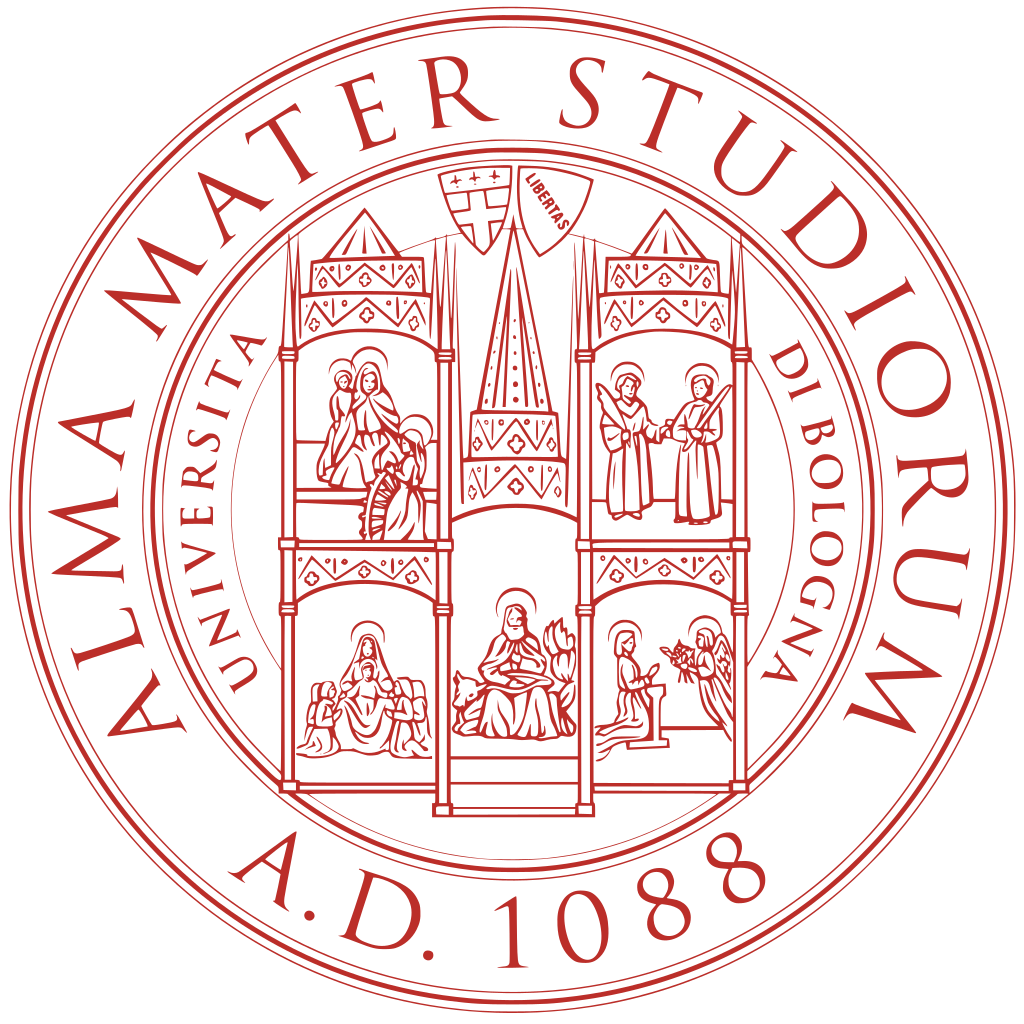 ALMA MATER STUDIORUM
A.D. 1088
UNIVERSITA
DI BOLOGNA
LIBERTAS